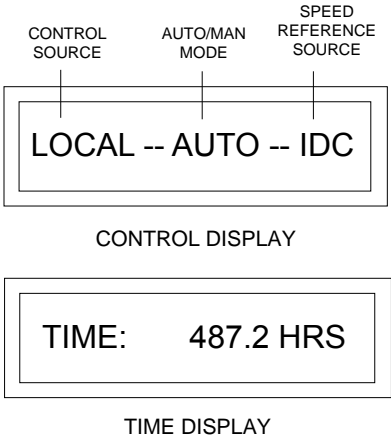 CONTROL
SOURCE
AUTO/MAN
MODE
SPEED
REFERENCE
SOURCE
LOCAL -- AUTO -- IDC
CONTROL DISPLAY
TIME: 487.2 HRS
TIME DISPLAY